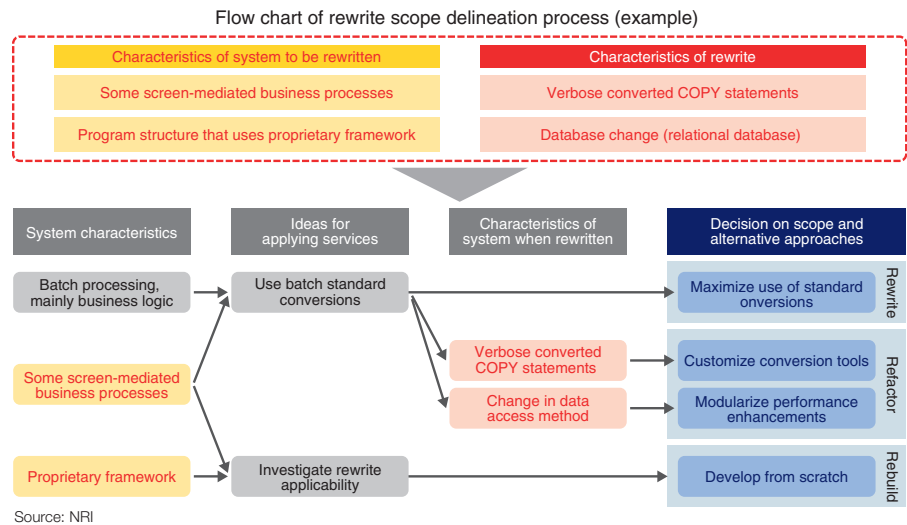 Flow chart of rewrite scope delineation process (example)
Characteristics of system to be rewritten
Characteristics of rewrite
Some screen-mediated business processes
Verbose converted COPY statements
Program structure that uses proprietary framework
Database change (relational database)
System characteristics
Ideas for
applying services
Characteristics of
system when rewritten
Decision on scope and
alternative approaches
Batch processing,
mainly business logic
Use batch standard
conversions
Maximize use of standard
onversions
Rewrite
Some screen-mediated
business processes
Verbose converted
COPY statements
Customize conversion tools
Change in data
access method
Modularize performance
enhancements
Refactor
Proprietary framework
Investigate rewrite
applicability
Develop from scratch
Rebuid
Source: NRI